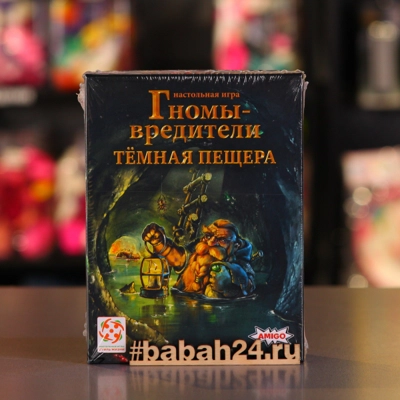 настольная игра
Гномы-
вредители
ТЁМНАЯ ПЕЩЕРА
AMIGO
#babah24.ru